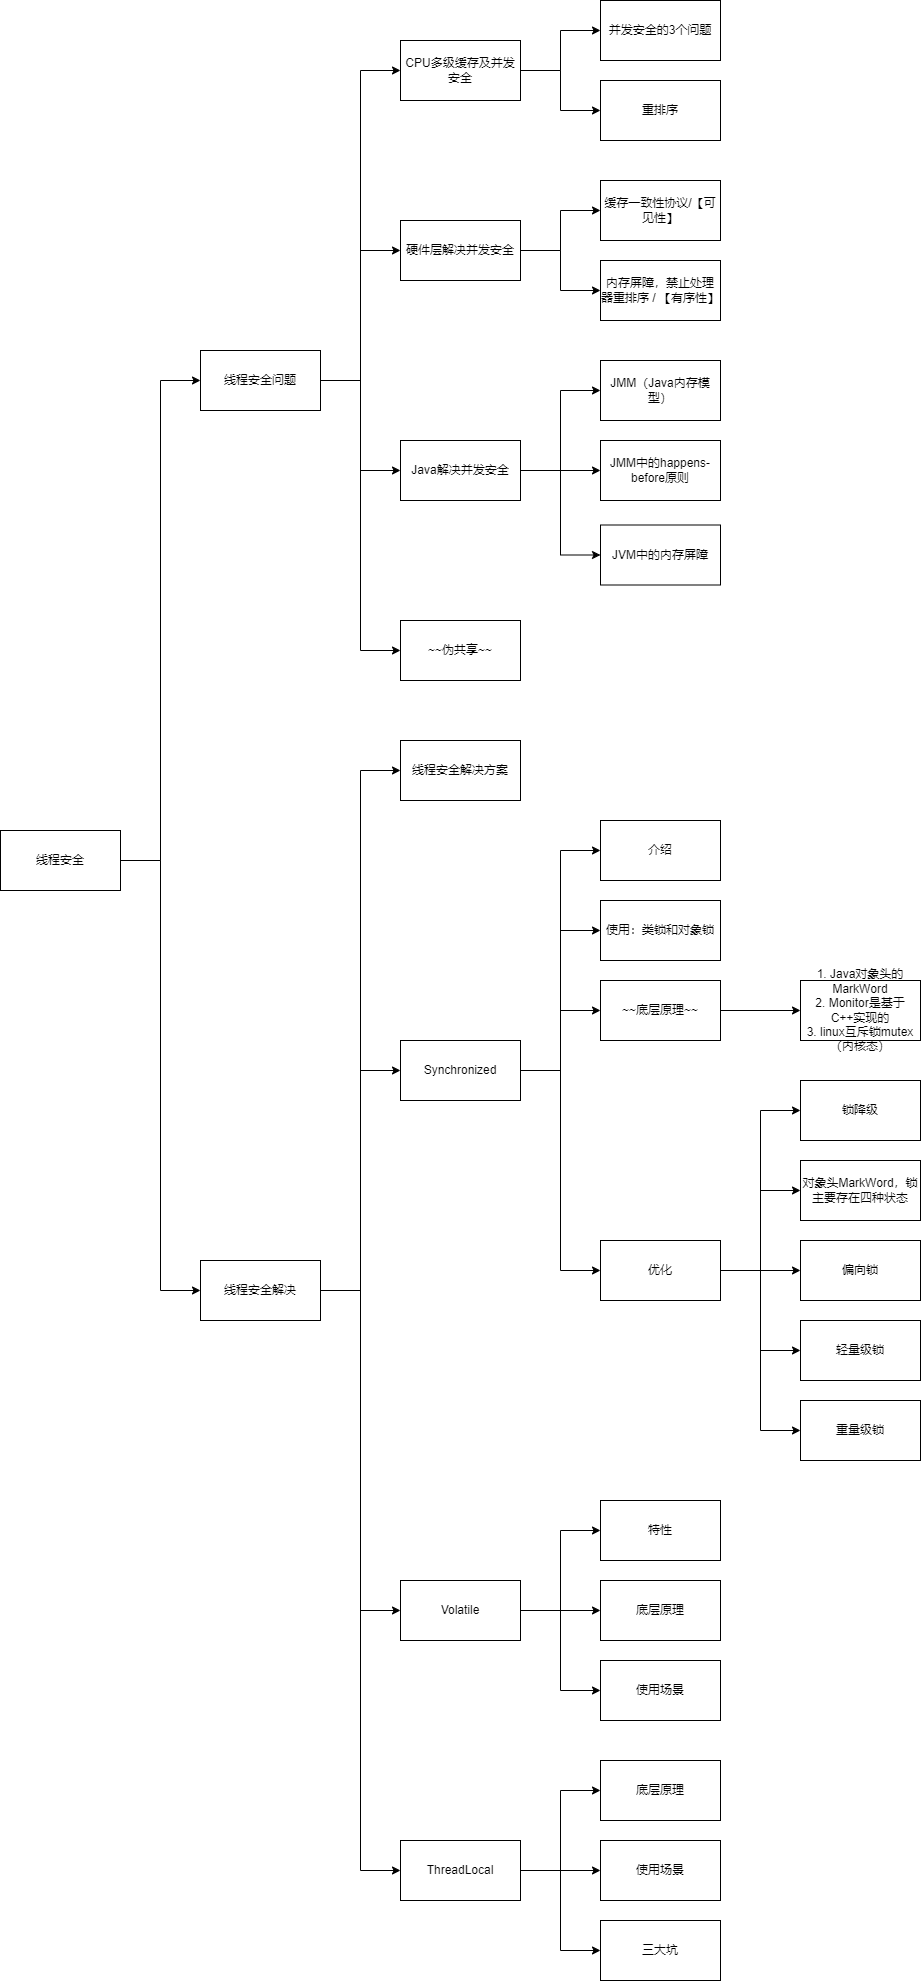 并发安全的3个问题
CPU多级缓存及并发
安全
重排序
缓存一致性协议/【可
见性】
硬件层解决并发安全
内存屏障，禁止处理
器重排序 / 【有序性】
线程安全问题
JMM（Java内存模
型）
Java解决并发安全
JMM中的happens-
before原则
JVM中的内存屏障
~~伪共享~~
线程安全解决方案
线程安全
介绍
使用：类锁和对象锁
~~底层原理~~
1. Java对象头的
MarkWord
2. Monitor是基于
C++实现的
3. linux互斥锁mutex
（内核态）
Synchronized
锁降级
对象头MarkWord，锁
主要存在四种状态
优化
偏向锁
线程安全解决
轻量级锁
重量级锁
特性
Volatile
底层原理
使用场景
底层原理
ThreadLocal
使用场景
三大坑